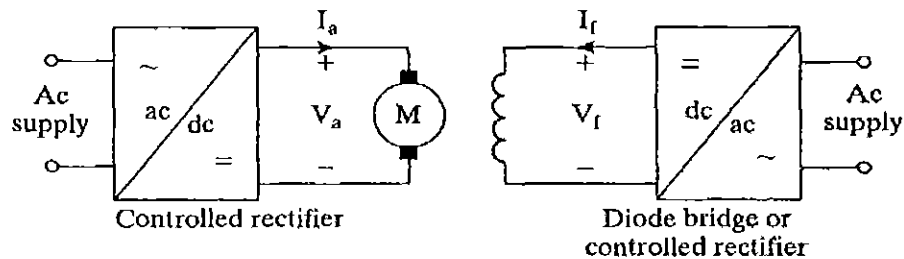 I_a
I_f
Ac supply
~
ac
dc
=
+
V_a
−
M
+
V_f
−
=
dc
ac
~
Ac supply
Controlled rectifier
Diode bridge or
controlled rectifier